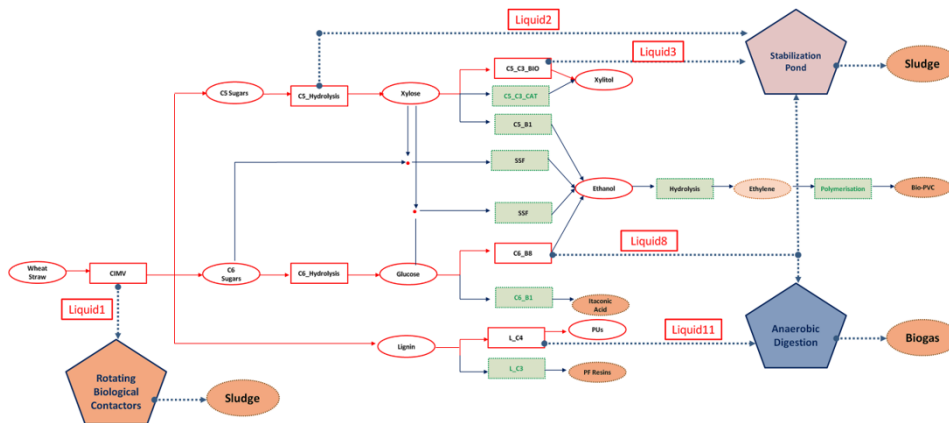 Liquid2
Liquid3
Stabilization
Pond
Sludge
C5 Sugars
C5_Hydrolysis
Xylose
C5_C3_BIO
Xylitol
C5_C3_CAT
C5_B1
SSF
Ethanol
Hydrolysis
Ethylene
Polymerisation
Bio-PVC
SSF
Liquid8
Wheat
Straw
CIMV
C6
Sugars
C6_Hydrolysis
Glucose
C6_B8
C6_B1
Itaconic
Acid
Liquid1
Liquid11
Anaerobic
Digestion
Biogas
Lignin
L_C4
PUs
L_C3
PF Resins
Rotating
Biological
Contactors
Sludge